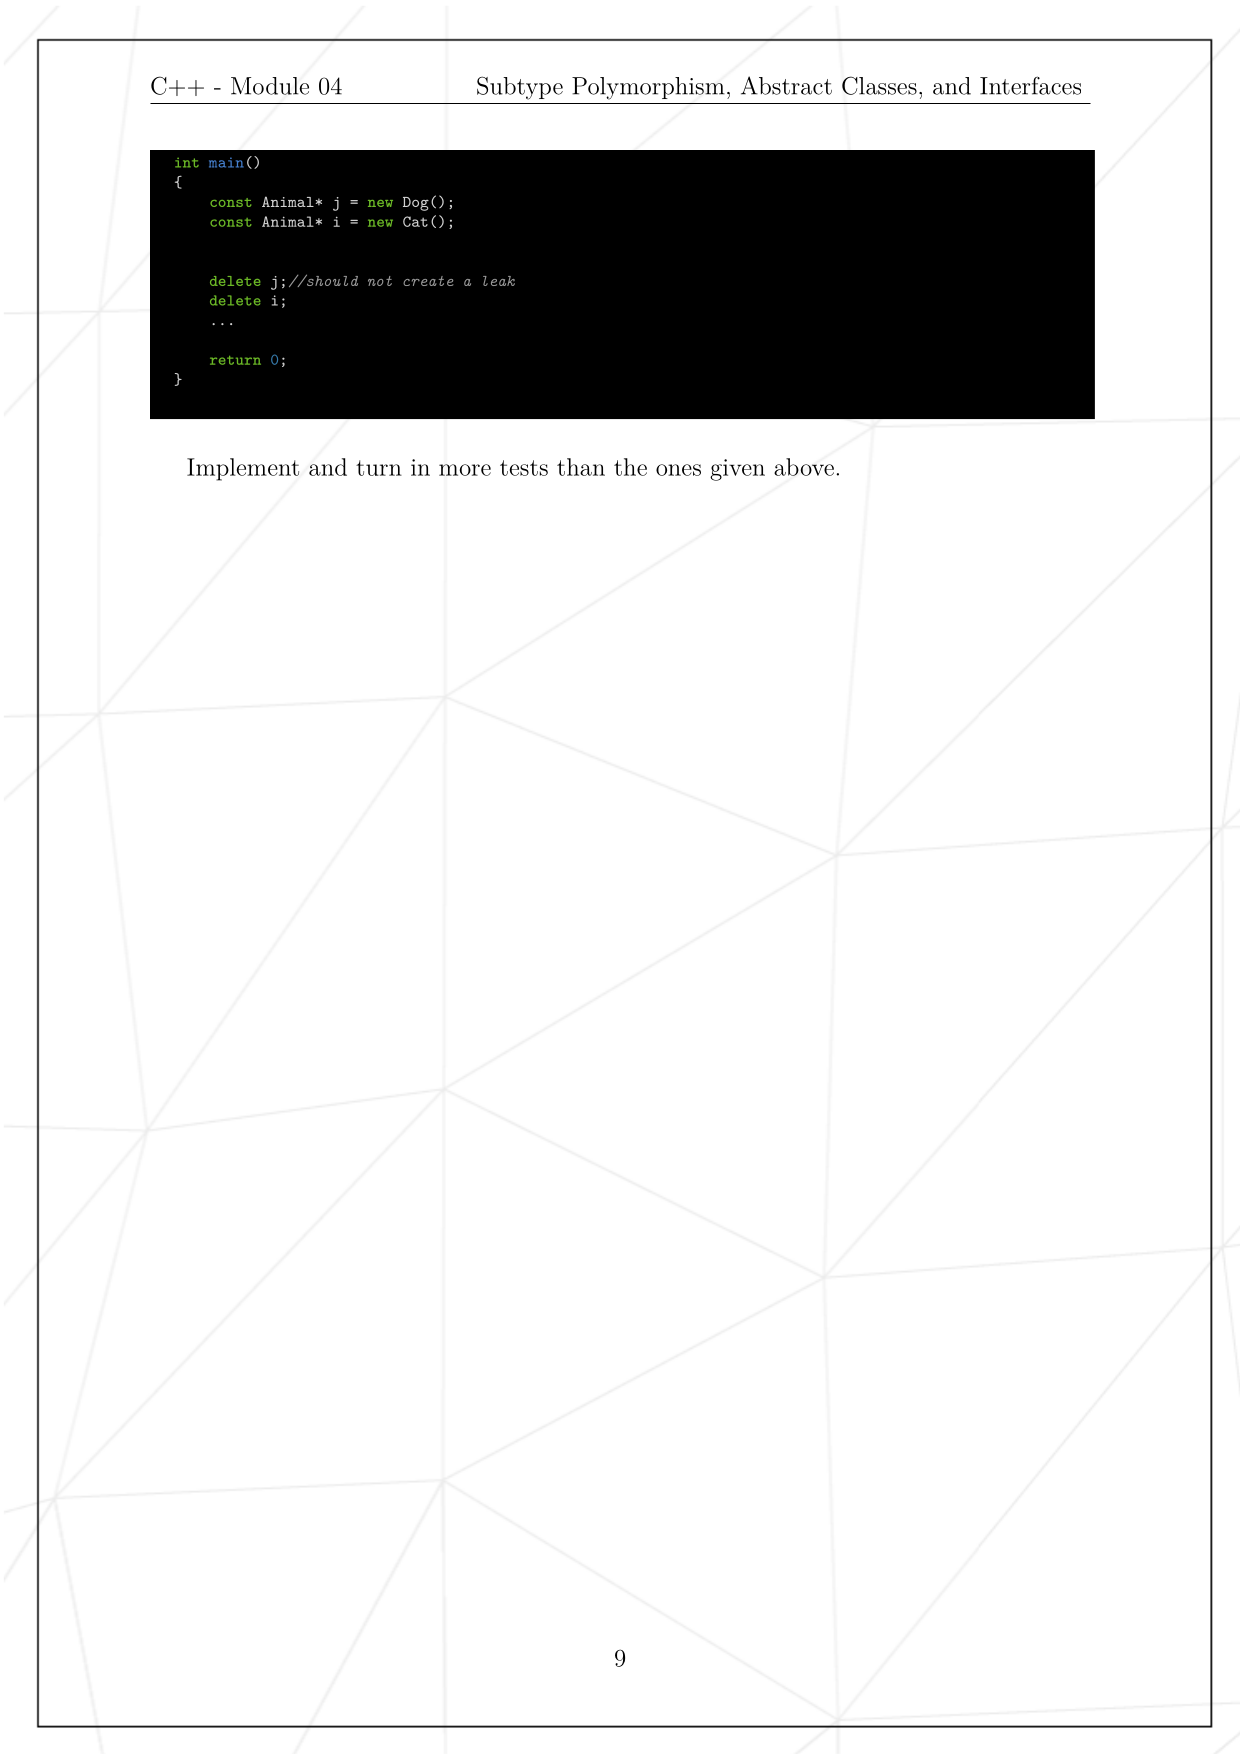 C++ - Module 04 Subtype Polymorphism, Abstract Classes, and Interfaces
int main()
{
    const Animal* j = new Dog();
    const Animal* i = new Cat();
    delete j;//should not create a leak
    delete i;
    ...
    return 0;
}
Implement and turn in more tests than the ones given above.
9